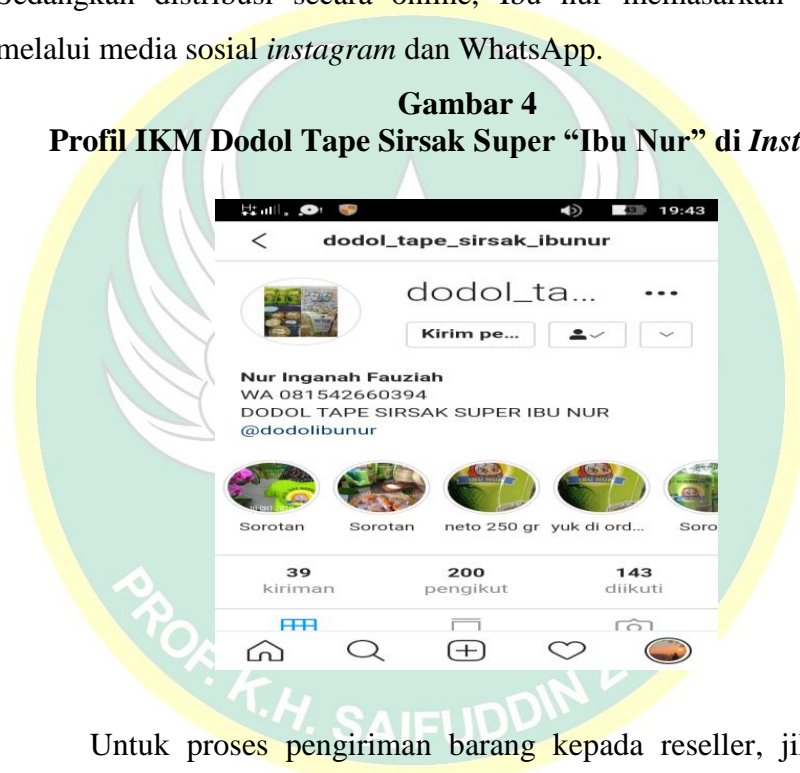 Sedangkan distribusi secara online, Ibu nur memasarkan
melalui media sosial instagram dan WhatsApp.
Gambar 4
Profil IKM Dodol Tape Sirsak Super “Ibu Nur” di Inst
19:43
dodol_tape_sirsak_ibunur
dodol_ta...
Kirim pe...
Nur Inganah Fauziah
WA 081542660394
DODOL TAPE SIRSAK SUPER IBU NUR
@dodolibunur
Sorotan Sorotan neto 250 gr yuk di ord... Soro
39 200 143
kiriman pengikut diikuti
PROF. K.H. SAIFUDDIN Z
Untuk proses pengiriman barang kepada reseller,